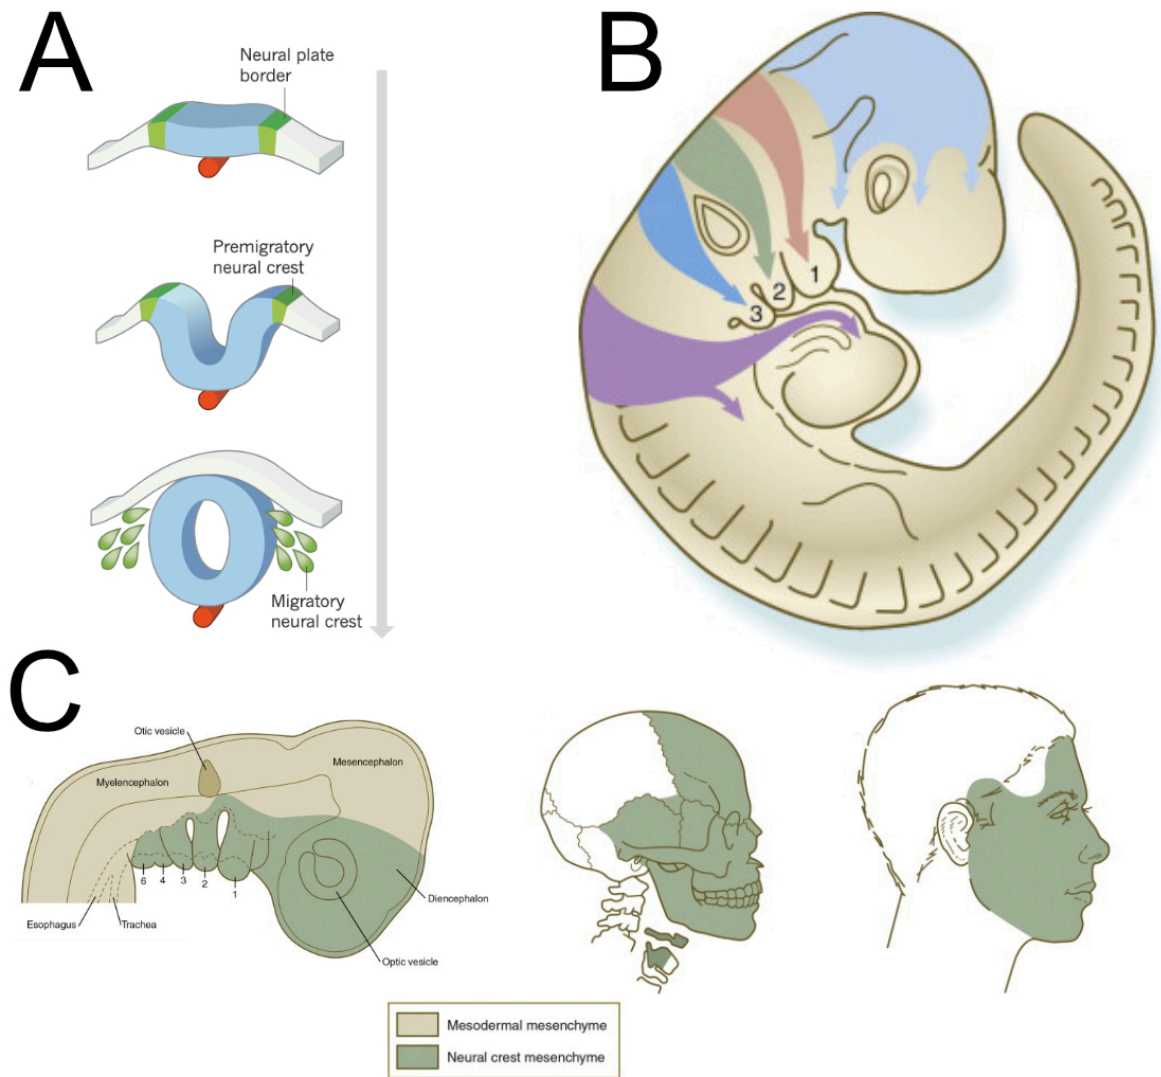 A
Neural plate
border
Premigratory
neural crest
Migratory
neural crest
B
1
2
3
C
Otic vesicle
Mesencephalon
Myelencephalon
6 4 3 2 1
Diencephalon
Esophagus Trachea
Optic vesicle
Mesodermal mesenchyme
Neural crest mesenchyme